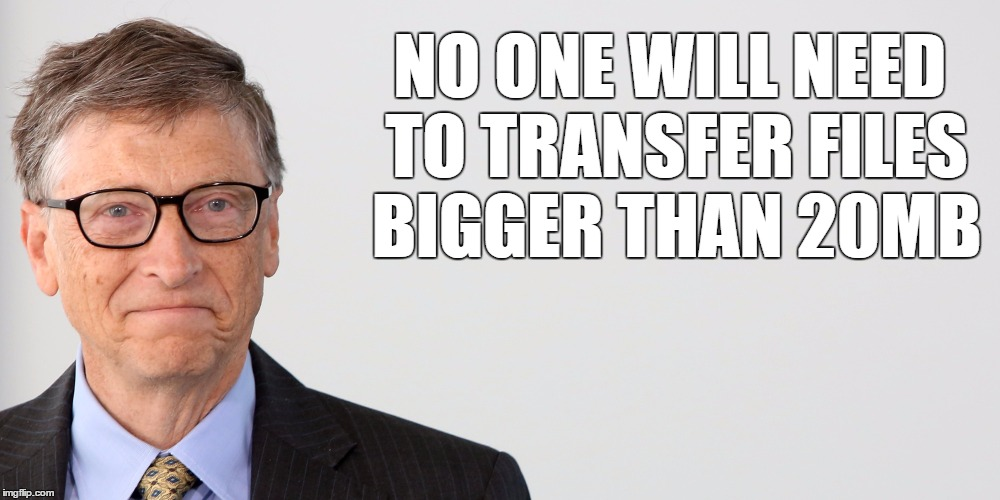 NO ONE WILL NEED
TO TRANSFER FILES
BIGGER THAN 20MB
imgflip.com